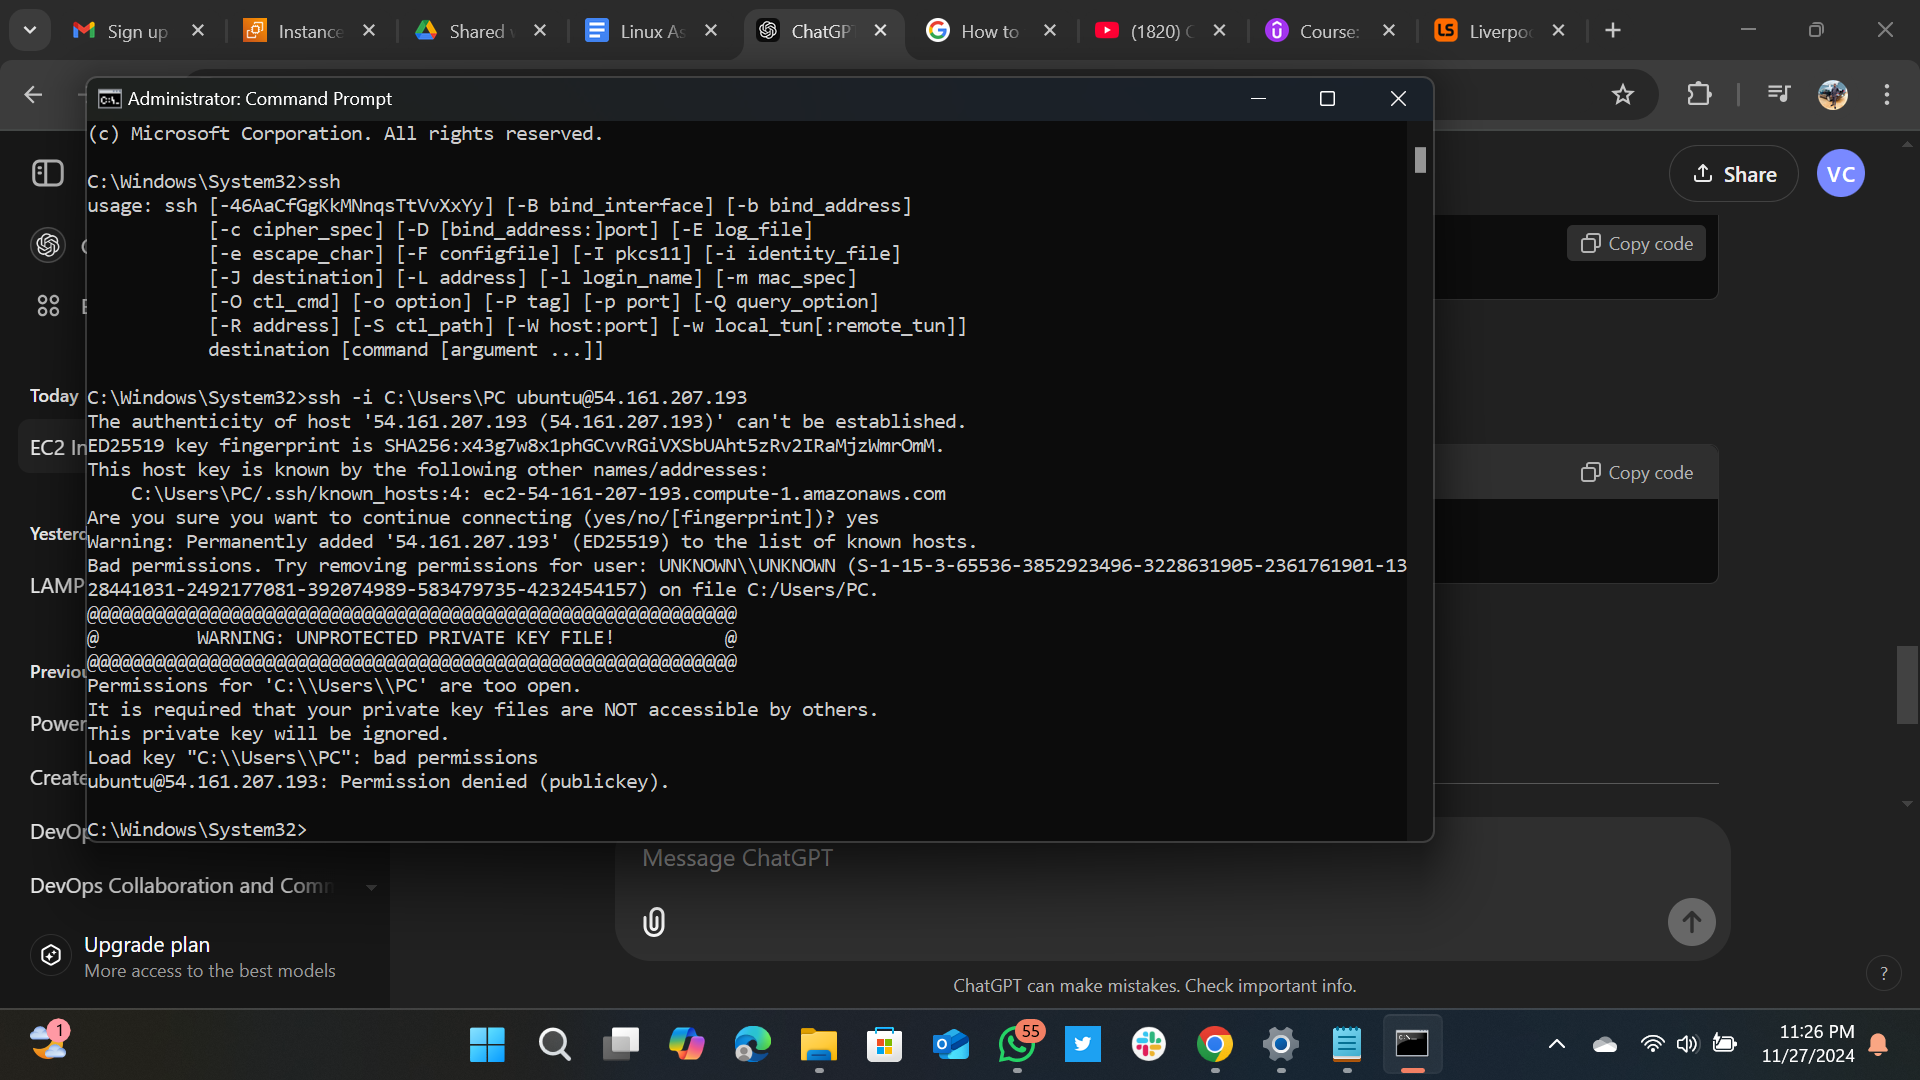 Sign up
Instance
Shared
Linux As
ChatGPT
How to
(1820)
Course:
Liverpo
Administrator: Command Prompt
(c) Microsoft Corporation. All rights reserved.
C:\Windows\System32>ssh
usage: ssh [-46AaCfGgKkMNnqsTtVvXxYy] [-B bind_interface] [-b bind_address]
[-c cipher_spec] [-D [bind_address:]port] [-E log_file]
[-e escape_char] [-F configfile] [-I pkcs11] [-i identity_file]
[-J destination] [-L address] [-l login_name] [-m mac_spec]
[-O ctl_cmd] [-o option] [-P tag] [-p port] [-Q query_option]
[-R address] [-S ctl_path] [-W host:port] [-w local_tun[:remote_tun]]
destination [command [argument ...]]
C:\Windows\System32>ssh -i C:\Users\PC ubuntu@54.161.207.193
The authenticity of host '54.161.207.193 (54.161.207.193)' can't be established.
ED25519 key fingerprint is SHA256:x43g7w8x1phGCvvRGiVXSbUAht5zRv2IRaMjzWmrOmM.
This host key is known by the following other names/addresses:
C:\Users\PC/.ssh/known_hosts:4: ec2-54-161-207-193.compute-1.amazonaws.com
Are you sure you want to continue connecting (yes/no/[fingerprint])? yes
Warning: Permanently added '54.161.207.193' (ED25519) to the list of known hosts.
Bad permissions. Try removing permissions for user: UNKNOWN\\UNKNOWN (S-1-15-3-65536-3852923496-3228631905-2361761901-13
28441031-2492177081-392074989-583479735-4232454157) on file C:/Users/PC.
@@@@@@@@@@@@@@@@@@@@@@@@@@@@@@@@@@@@@@@@@@@@@@@@@@@@@@@@@@@
@ WARNING: UNPROTECTED PRIVATE KEY FILE! @
@@@@@@@@@@@@@@@@@@@@@@@@@@@@@@@@@@@@@@@@@@@@@@@@@@@@@@@@@@@
Permissions for 'C:\\Users\\PC' are too open.
It is required that your private key files are NOT accessible by others.
This private key will be ignored.
Load key "C:\\Users\\PC": bad permissions
ubuntu@54.161.207.193: Permission denied (publickey).
C:\Windows\System32>
Share
VC
Copy code
Copy code
Today
EC2 In
Yester
LAMP
Previo
Power
Create
DevOp
DevOps Collaboration and Comm
Upgrade plan
More access to the best models
Message ChatGPT
ChatGPT can make mistakes. Check important info.
?
1
55
11:26 PM
11/27/2024